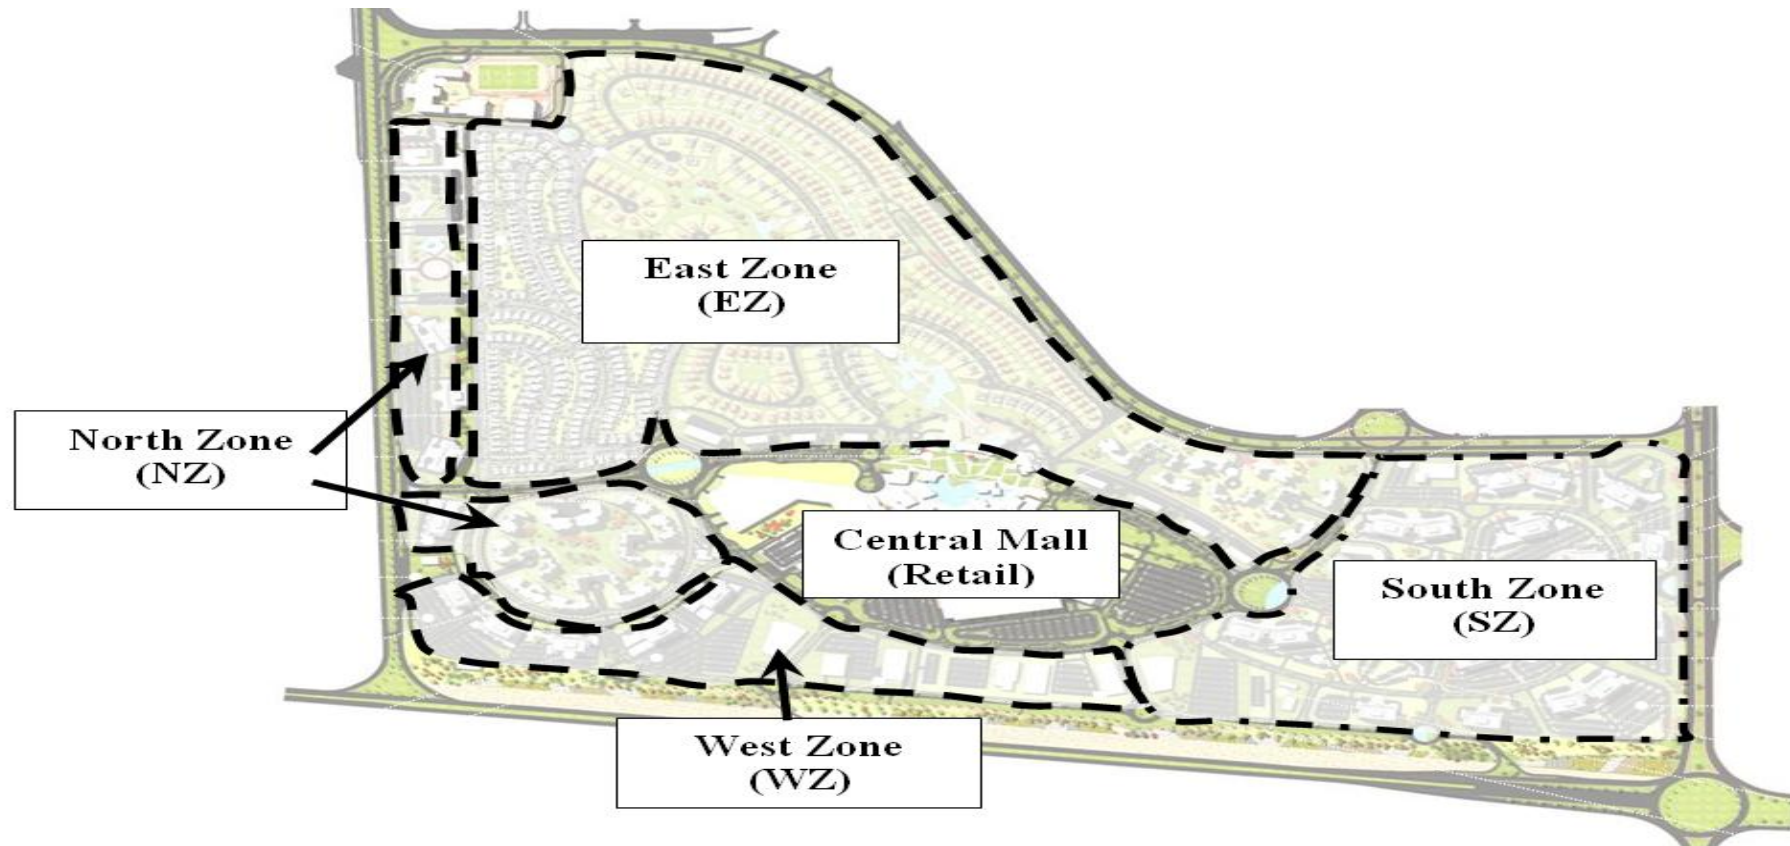 East Zone
(EZ)
North Zone
(NZ)
Central Mall
(Retail)
South Zone
(SZ)
West Zone
(WZ)